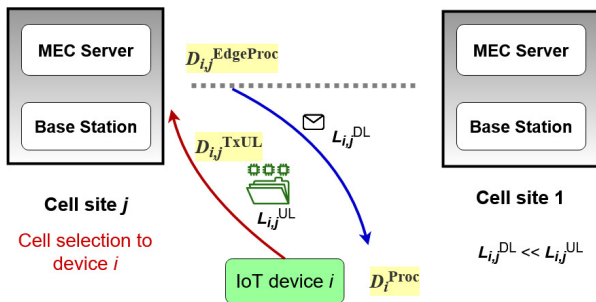 MEC Server
Base Station
Cell site j
Cell selection to
device i
D_{i,j}^{EdgeProc}
D_{i,j}^{TxUL}
L_{i,j}^{DL}
L_{i,j}^{UL}
IoT device i
D_i^{Proc}
MEC Server
Base Station
Cell site 1
L_{i,j}^{DL} << L_{i,j}^{UL}